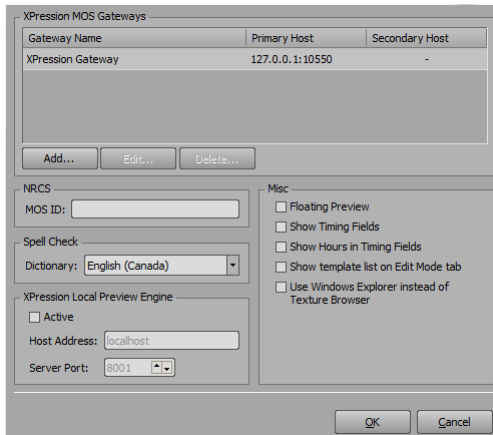 XPression MOS Gateways
Gateway Name Primary Host Secondary Host
XPression Gateway 127.0.0.1:10550 -
Add... Edit... Delete...
NRCS
MOS ID:
Spell Check
Dictionary: English (Canada)
XPression Local Preview Engine
Active
Host Address: localhost
Server Port: 8001
Misc
Floating Preview
Show Timing Fields
Show Hours in Timing Fields
Show template list on Edit Mode tab
Use Windows Explorer instead of
Texture Browser
OK Cancel